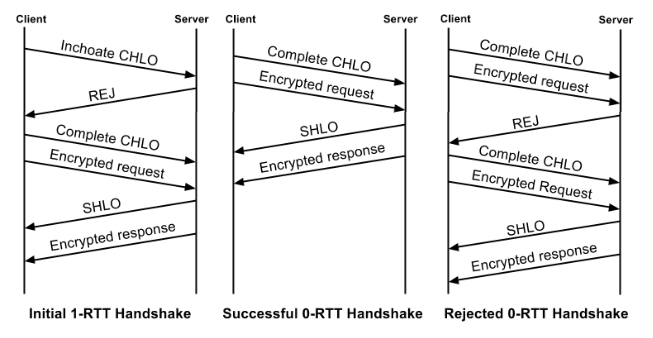 Client Server
Inchoate CHLO
REJ
Complete CHLO
Encrypted request
SHLO
Encrypted response
Initial 1-RTT Handshake
Client Server
Complete CHLO
Encrypted request
SHLO
Encrypted response
Successful 0-RTT Handshake
Client Server
Complete CHLO
Encrypted request
REJ
Complete CHLO
Encrypted Request
SHLO
Encrypted response
Rejected 0-RTT Handshake